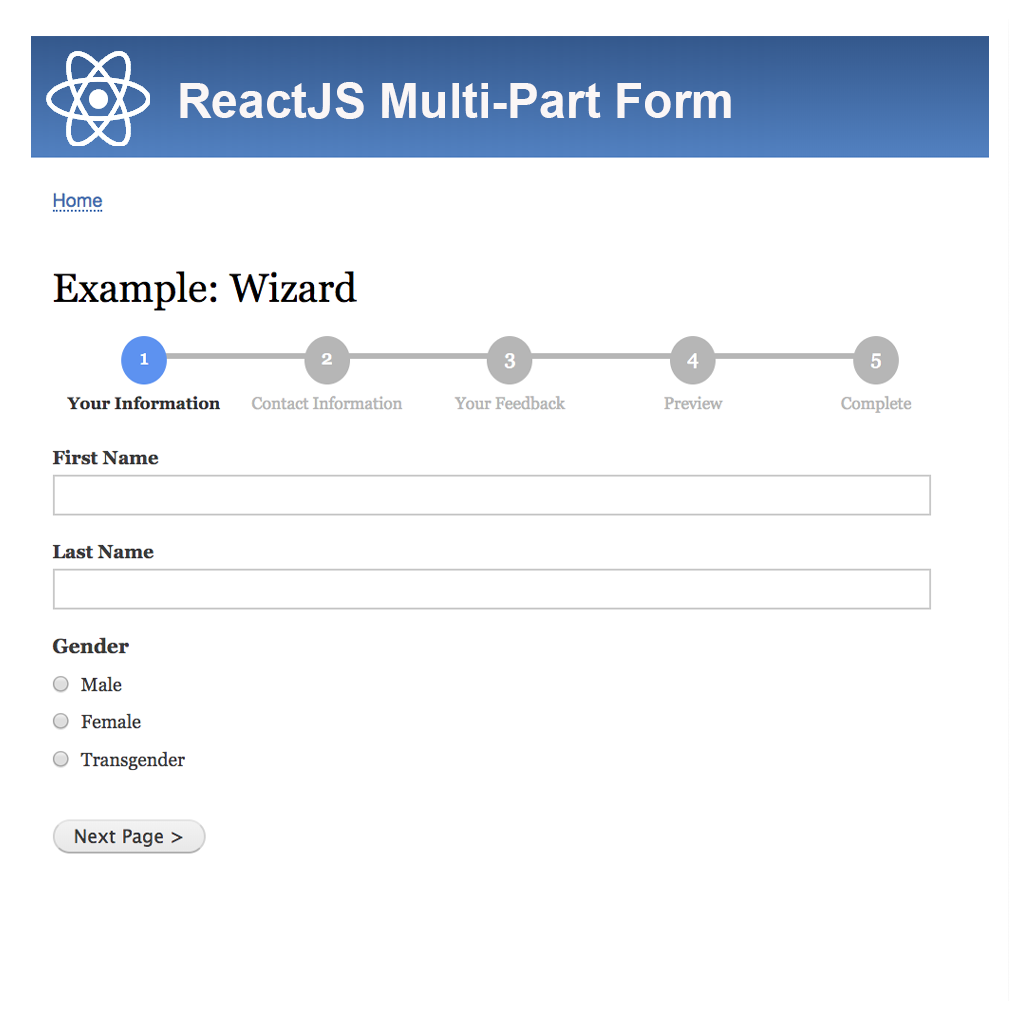 ReactJS Multi-Part Form
Home
Example: Wizard
1 2 3 4 5
Your Information Contact Information Your Feedback Preview Complete
First Name
Last Name
Gender
Male
Female
Transgender
Next Page >